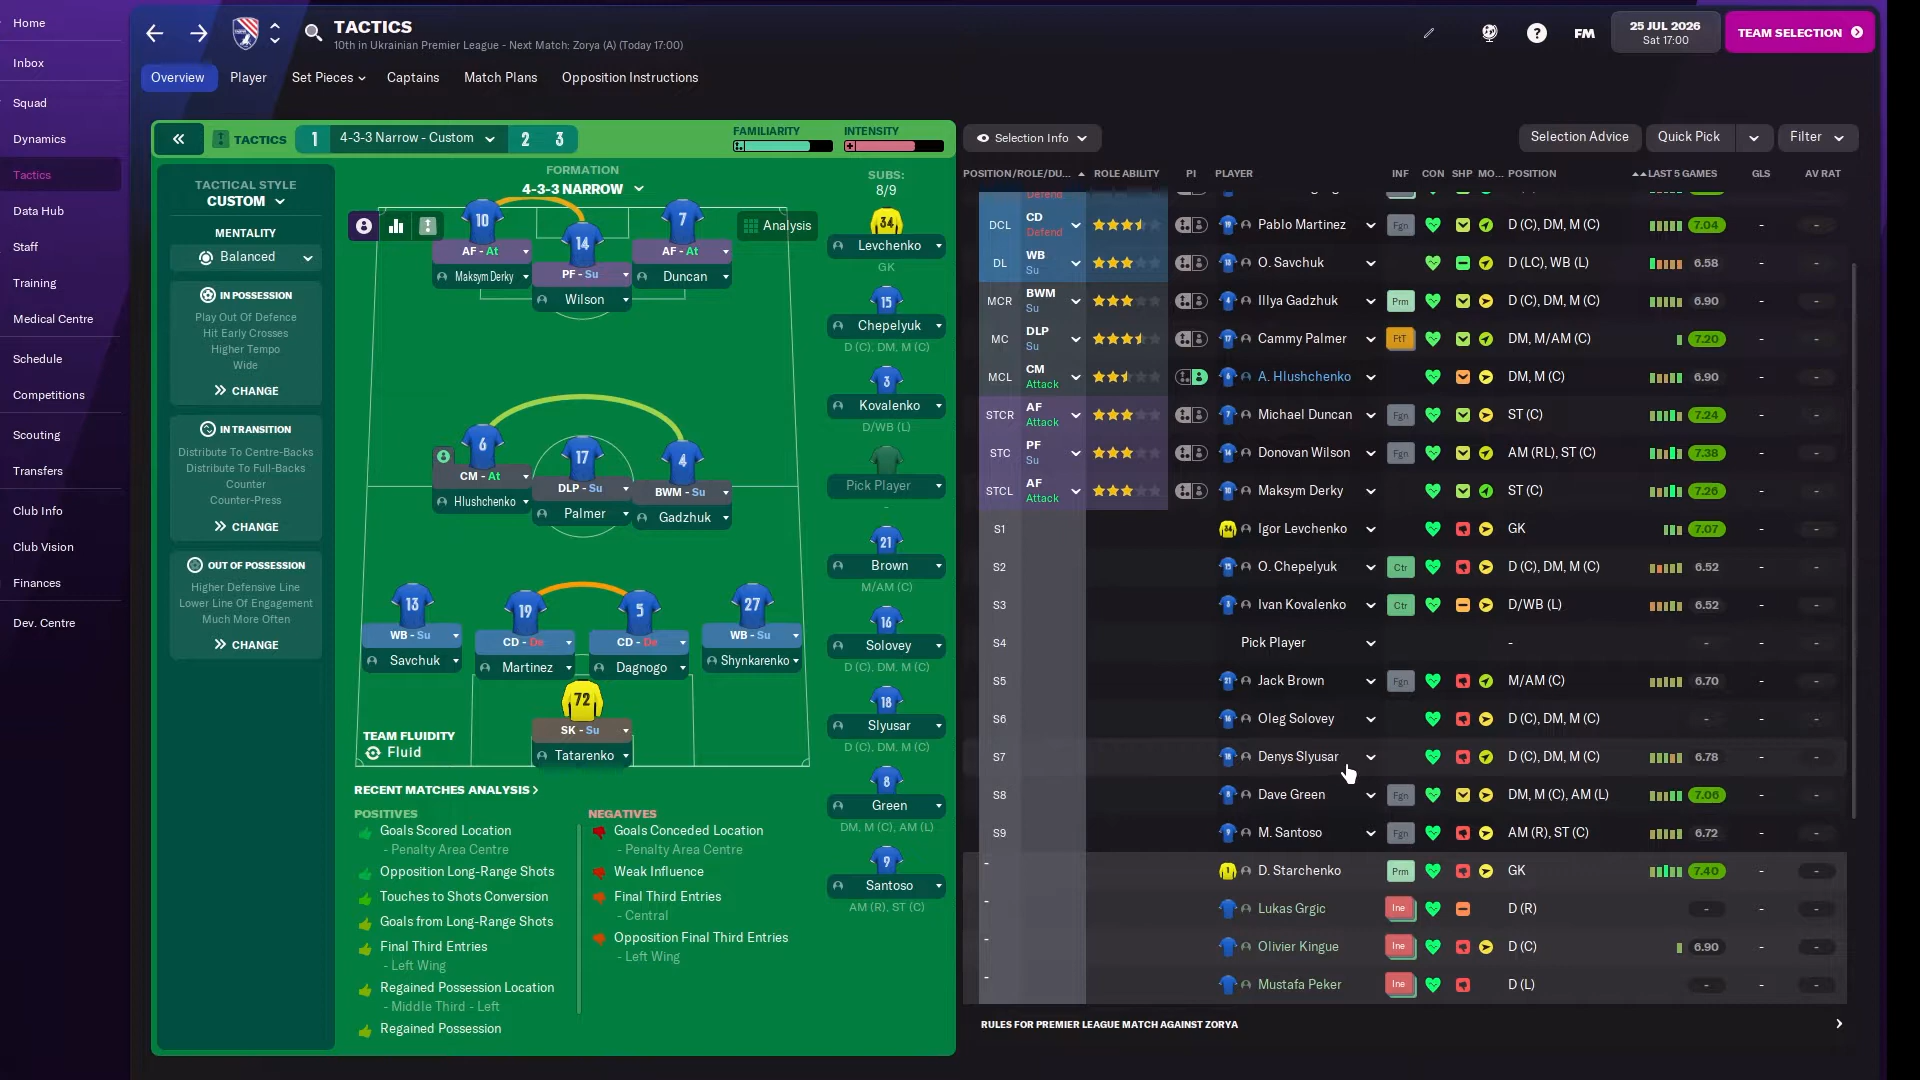 Home
Inbox
Squad
Dynamics
Tactics
Data Hub
Staff
Training
Medical Centre
Schedule
Competitions
Scouting
Transfers
Club Info
Club Vision
Finances
Dev. Centre
TACTICS
10th in Ukrainian Premier League - Next Match: Zorya (A) (Today 17:00)
FM
25 JUL 2026
Sat 17:00
TEAM SELECTION
Overview
Player
Set Pieces
Captains
Match Plans
Opposition Instructions
TACTICS
1
4-3-3 Narrow - Custom
2
3
FAMILIARITY
INTENSITY
TACTICAL STYLE
CUSTOM
MENTALITY
Balanced
IN POSSESSION
Play Out Of Defence
Hit Early Crosses
Higher Tempo
Wide
CHANGE
IN TRANSITION
Distribute To Centre-Backs
Distribute To Full-Backs
Counter
Counter-Press
CHANGE
OUT OF POSSESSION
Higher Defensive Line
Lower Line Of Engagement
Much More Often
CHANGE
FORMATION
4-3-3 NARROW
Analysis
10
AF - At
Maksym Derky
14
PF - Su
Wilson
7
AF - At
Duncan
6
CM - At
Hlushchenko
17
DLP - Su
Palmer
4
BWM - Su
Gadzhuk
13
WB - Su
Savchuk
19
CD - De
Martinez
5
CD - De
Dagnogo
27
WB - Su
Shynkarenko
72
SK - Su
Tatarenko
TEAM FLUIDITY
Fluid
SUBS:
8/9
34
Levchenko
GK
15
Chepelyuk
D (C), DM, M (C)
3
Kovalenko
D/WB (L)
Pick Player
-
21
Brown
M/AM (C)
16
Solovey
D (C), DM, M (C)
18
Slyusar
D (C), DM, M (C)
8
Green
DM, M (C), AM (L)
9
Santoso
AM (R), ST (C)
RECENT MATCHES ANALYSIS >
POSITIVES
Goals Scored Location
- Penalty Area Centre
Opposition Long-Range Shots
Touches to Shots Conversion
Goals from Long-Range Shots
Final Third Entries
- Left Wing
Regained Possession Location
- Middle Third - Left
Regained Possession
NEGATIVES
Goals Conceded Location
- Penalty Area Centre
Weak Influence
Final Third Entries
- Central
Opposition Final Third Entries
- Left Wing
Selection Info
Selection Advice
Quick Pick
Filter
POSITION/ROLE/DU... ROLE ABILITY PI PLAYER INF CON SHP MO... POSITION LAST 5 GAMES GLS AV RAT
Defend
DCL CD Defend Pablo Martinez Fgn D (C), DM, M (C) 7.04 - -
DL WB Su O. Savchuk D (LC), WB (L) 6.58 - -
MCR BWM Su Illya Gadzhuk Prm D (C), DM, M (C) 6.90 - -
MC DLP Su Cammy Palmer FtT DM, M/AM (C) 7.20 - -
MCL CM Attack A. Hlushchenko DM, M (C) 6.90 - -
STCR AF Attack Michael Duncan Fgn ST (C) 7.24 - -
STC PF Su Donovan Wilson Fgn AM (RL), ST (C) 7.38 - -
STCL AF Attack Maksym Derky ST (C) 7.26 - -
S1 Igor Levchenko GK 7.07 - -
S2 O. Chepelyuk Ctr D (C), DM, M (C) 6.52 - -
S3 Ivan Kovalenko Ctr D/WB (L) 6.52 - -
S4 Pick Player - - - -
S5 Jack Brown Fgn M/AM (C) 6.70 - -
S6 Oleg Solovey D (C), DM, M (C) - - -
S7 Denys Slyusar D (C), DM, M (C) 6.78 - -
S8 Dave Green Fgn DM, M (C), AM (L) 7.06 - -
S9 M. Santoso Fgn AM (R), ST (C) 6.72 - -
- D. Starchenko Prm GK 7.40 - -
- Lukas Grgic Ine D (R) - - -
- Olivier Kingue Ine D (C) 6.90 - -
- Mustafa Peker Ine D (L) - - -
RULES FOR PREMIER LEAGUE MATCH AGAINST ZORYA